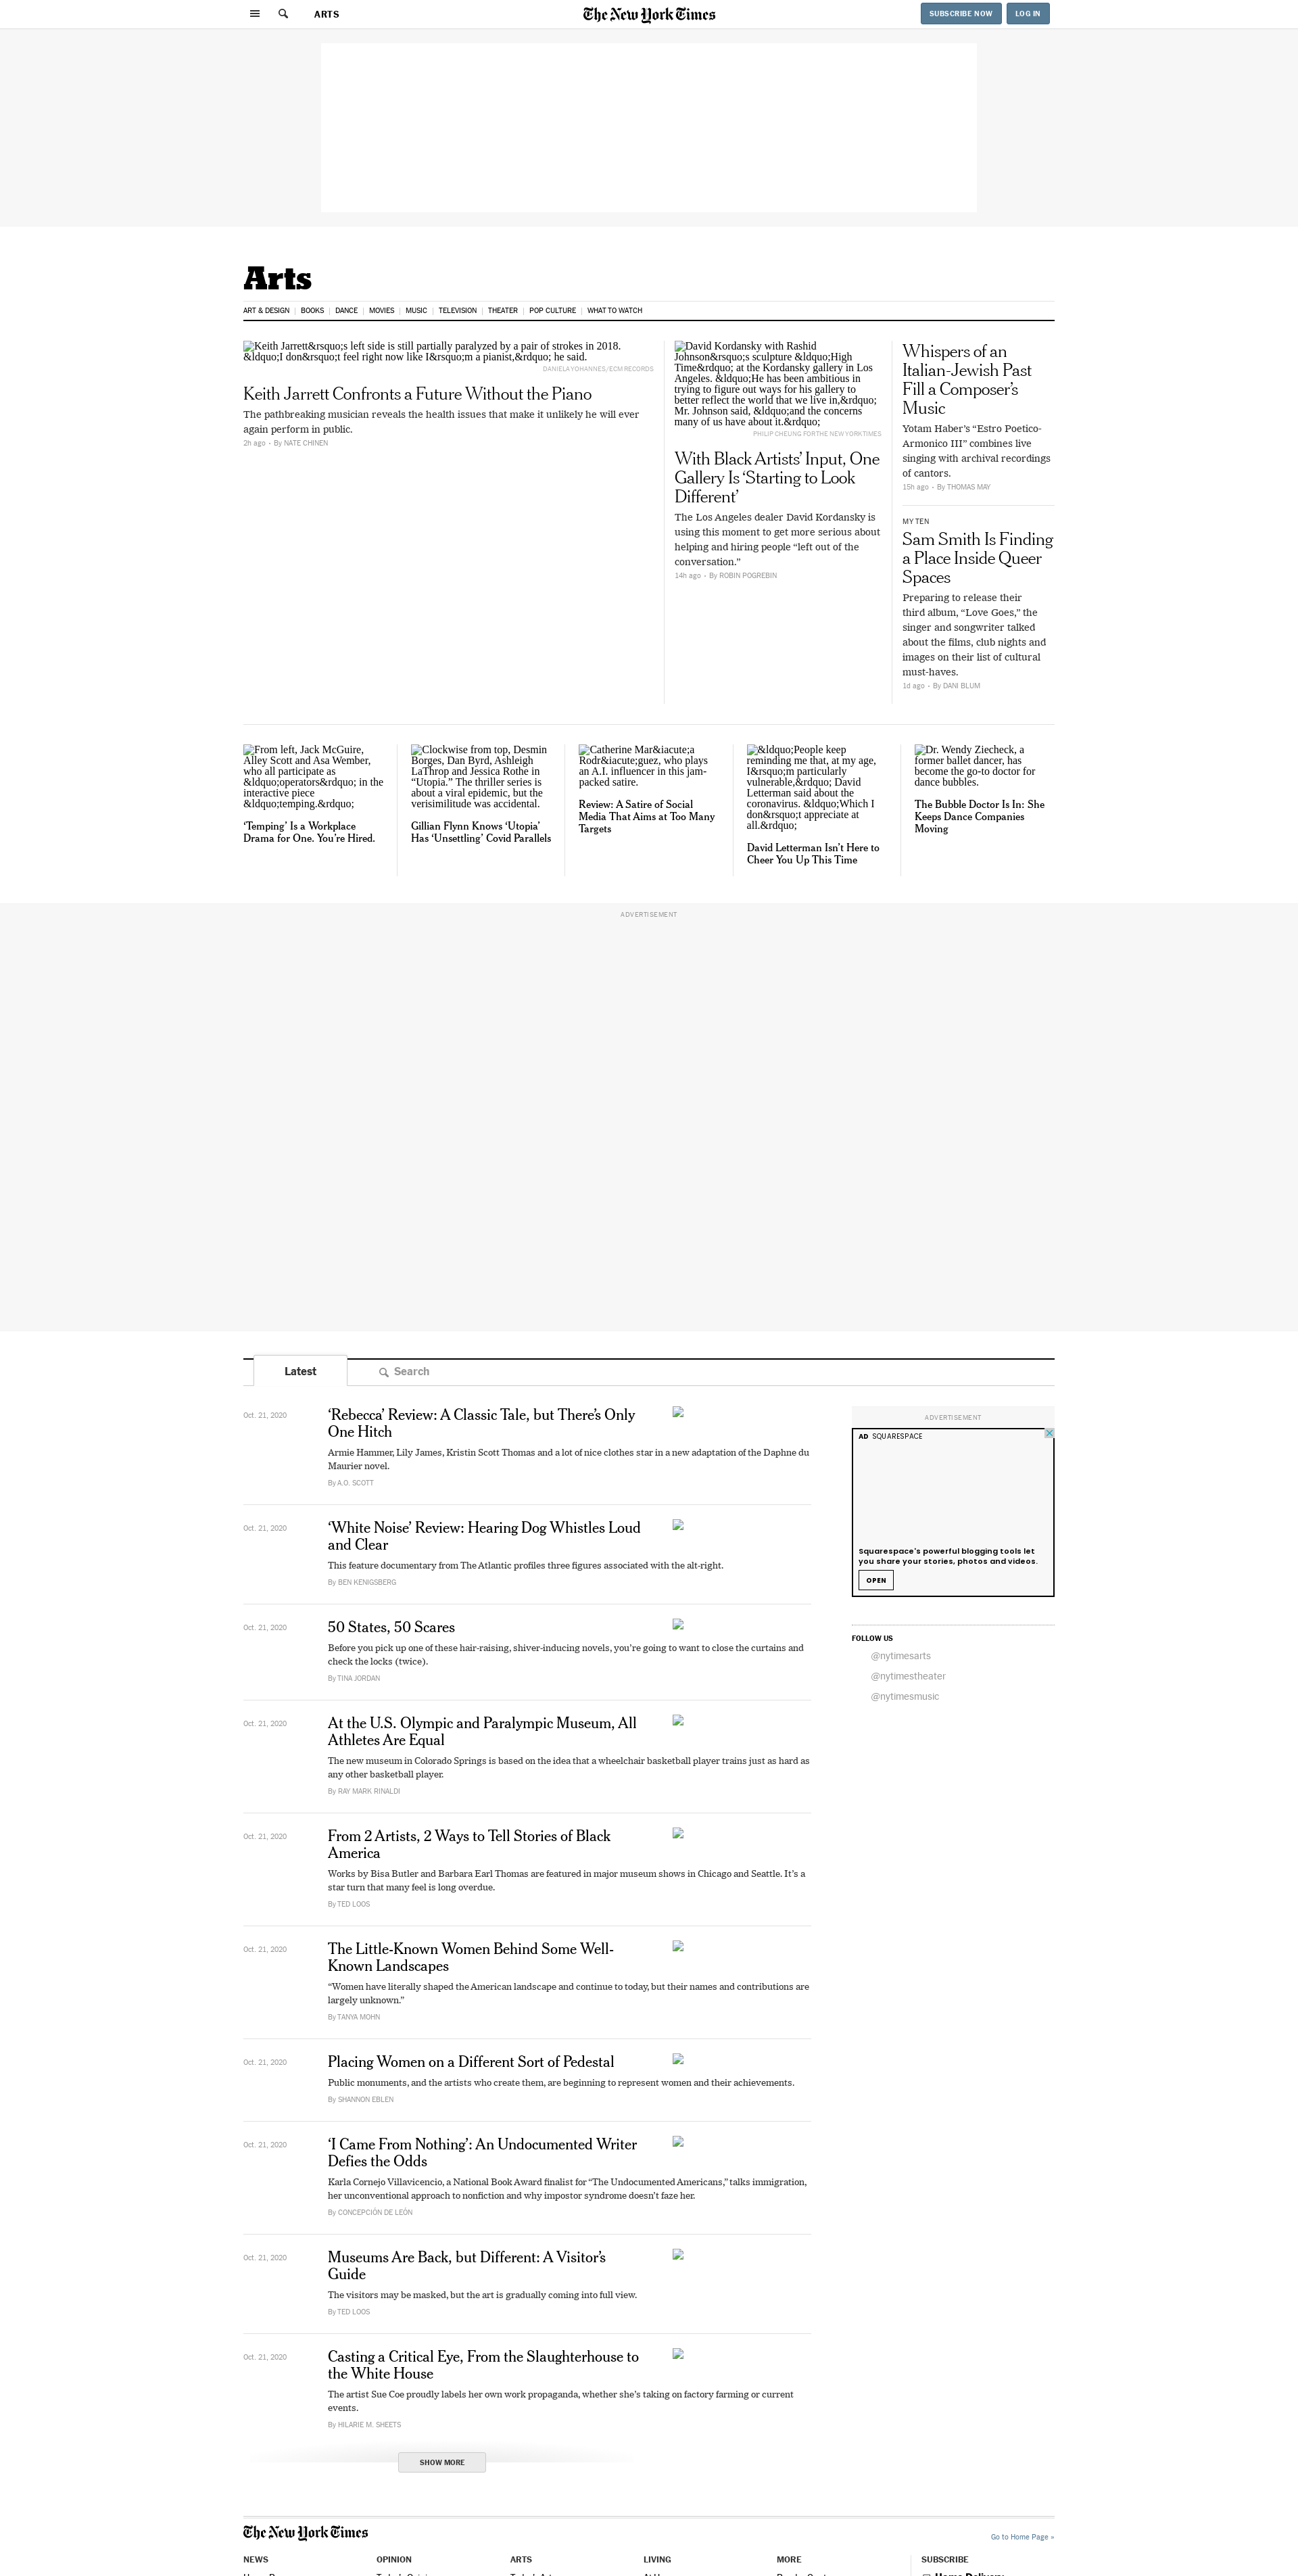 ARTS
The New York Times
SUBSCRIBE NOW
LOG IN
Arts
ART & DESIGN
BOOKS
DANCE
MOVIES
MUSIC
TELEVISION
THEATER
POP CULTURE
WHAT TO WATCH
Keith Jarrett&rsquo;s left side is still partially paralyzed by a pair of strokes in 2018.
&ldquo;I don&rsquo;t feel right now like I&rsquo;m a pianist,&rdquo; he said.
DANIELA YOHANNES/ECM RECORDS
Keith Jarrett Confronts a Future Without the Piano
The pathbreaking musician reveals the health issues that make it unlikely he will ever
again perform in public.
2h ago • By NATE CHINEN
David Kordansky with Rashid
Johnson&rsquo;s sculpture &ldquo;High
Time&rdquo; at the Kordansky gallery in Los
Angeles. &ldquo;He has been ambitious in
trying to figure out ways for his gallery to
better reflect the world that we live in,&rdquo;
Mr. Johnson said, &ldquo;and the concerns
many of us have about it.&rdquo;
PHILIP CHEUNG FOR THE NEW YORK TIMES
With Black Artists’ Input, One
Gallery Is ‘Starting to Look
Different’
The Los Angeles dealer David Kordansky is
using this moment to get more serious about
helping and hiring people “left out of the
conversation.”
14h ago • By ROBIN POGREBIN
Whispers of an
Italian-Jewish Past
Fill a Composer’s
Music
Yotam Haber’s “Estro Poetico-
Armonico III” combines live
singing with archival recordings
of cantors.
15h ago • By THOMAS MAY
MY TEN
Sam Smith Is Finding
a Place Inside Queer
Spaces
Preparing to release their
third album, “Love Goes,” the
singer and songwriter talked
about the films, club nights and
images on their list of cultural
must-haves.
1d ago • By DANI BLUM
From left, Jack McGuire,
Alley Scott and Asa Wember,
who all participate as
&ldquo;operators&rdquo; in the
interactive piece
&ldquo;temping.&rdquo;
‘Temping’ Is a Workplace
Drama for One. You’re Hired.
Clockwise from top, Desmin
Borges, Dan Byrd, Ashleigh
LaThrop and Jessica Rothe in
“Utopia.” The thriller series is
about a viral epidemic, but the
verisimilitude was accidental.
Gillian Flynn Knows ‘Utopia’
Has ‘Unsettling’ Covid Parallels
Catherine Mar&iacute;a
Rodr&iacute;guez, who plays
an A.I. influencer in this jam-
packed satire.
Review: A Satire of Social
Media That Aims at Too Many
Targets
&ldquo;People keep
reminding me that, at my age,
I&rsquo;m particularly
vulnerable,&rdquo; David
Letterman said about the
coronavirus. &ldquo;Which I
don&rsquo;t appreciate at
all.&rdquo;
David Letterman Isn’t Here to
Cheer You Up This Time
Dr. Wendy Ziecheck, a
former ballet dancer, has
become the go-to doctor for
dance bubbles.
The Bubble Doctor Is In: She
Keeps Dance Companies
Moving
ADVERTISEMENT
Latest
Search
Oct. 21, 2020
‘Rebecca’ Review: A Classic Tale, but There’s Only
One Hitch
Armie Hammer, Lily James, Kristin Scott Thomas and a lot of nice clothes star in a new adaptation of the Daphne du
Maurier novel.
By A.O. SCOTT
Oct. 21, 2020
‘White Noise’ Review: Hearing Dog Whistles Loud
and Clear
This feature documentary from The Atlantic profiles three figures associated with the alt-right.
By BEN KENIGSBERG
Oct. 21, 2020
50 States, 50 Scares
Before you pick up one of these hair-raising, shiver-inducing novels, you’re going to want to close the curtains and
check the locks (twice).
By TINA JORDAN
Oct. 21, 2020
At the U.S. Olympic and Paralympic Museum, All
Athletes Are Equal
The new museum in Colorado Springs is based on the idea that a wheelchair basketball player trains just as hard as
any other basketball player.
By RAY MARK RINALDI
Oct. 21, 2020
From 2 Artists, 2 Ways to Tell Stories of Black
America
Works by Bisa Butler and Barbara Earl Thomas are featured in major museum shows in Chicago and Seattle. It’s a
star turn that many feel is long overdue.
By TED LOOS
Oct. 21, 2020
The Little-Known Women Behind Some Well-
Known Landscapes
“Women have literally shaped the American landscape and continue to today, but their names and contributions are
largely unknown.”
By TANYA MOHN
Oct. 21, 2020
Placing Women on a Different Sort of Pedestal
Public monuments, and the artists who create them, are beginning to represent women and their achievements.
By SHANNON EBLEN
Oct. 21, 2020
‘I Came From Nothing’: An Undocumented Writer
Defies the Odds
Karla Cornejo Villavicencio, a National Book Award finalist for “The Undocumented Americans,” talks immigration,
her unconventional approach to nonfiction and why impostor syndrome doesn’t faze her.
By CONCEPCIÓN DE LEÓN
Oct. 21, 2020
Museums Are Back, but Different: A Visitor’s
Guide
The visitors may be masked, but the art is gradually coming into full view.
By TED LOOS
Oct. 21, 2020
Casting a Critical Eye, From the Slaughterhouse to
the White House
The artist Sue Coe proudly labels her own work propaganda, whether she’s taking on factory farming or current
events.
By HILARIE M. SHEETS
SHOW MORE
ADVERTISEMENT
AD SQUARESPACE
Squarespace's powerful blogging tools let
you share your stories, photos and videos.
OPEN
FOLLOW US
@nytimesarts
@nytimestheater
@nytimesmusic
The New York Times
Go to Home Page »
NEWS
OPINION
ARTS
LIVING
MORE
SUBSCRIBE